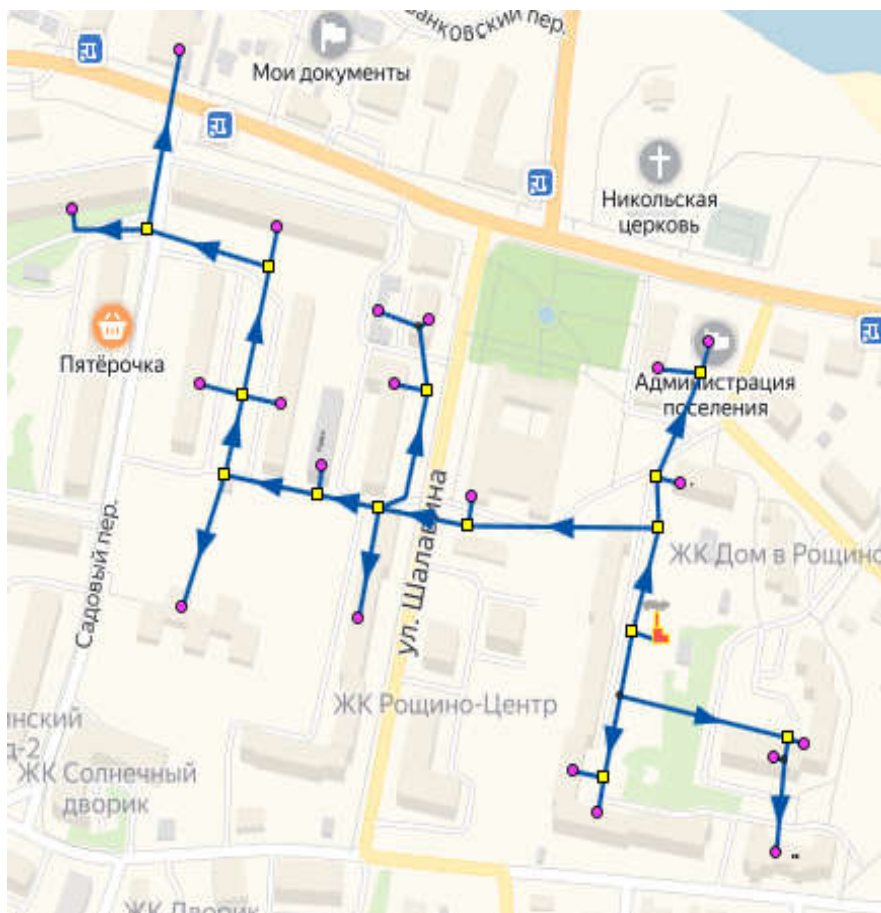 анковский пер.
Мои документы
Никольская
церковь
Пятёрочка
Администрация
поселения
Садовый пер.
ул. Шалавина
ЖК Дом в Рощино
ЖК Рощино-Центр
инский
д-2
ЖК Солнечный
дворик
ЖК Дворик